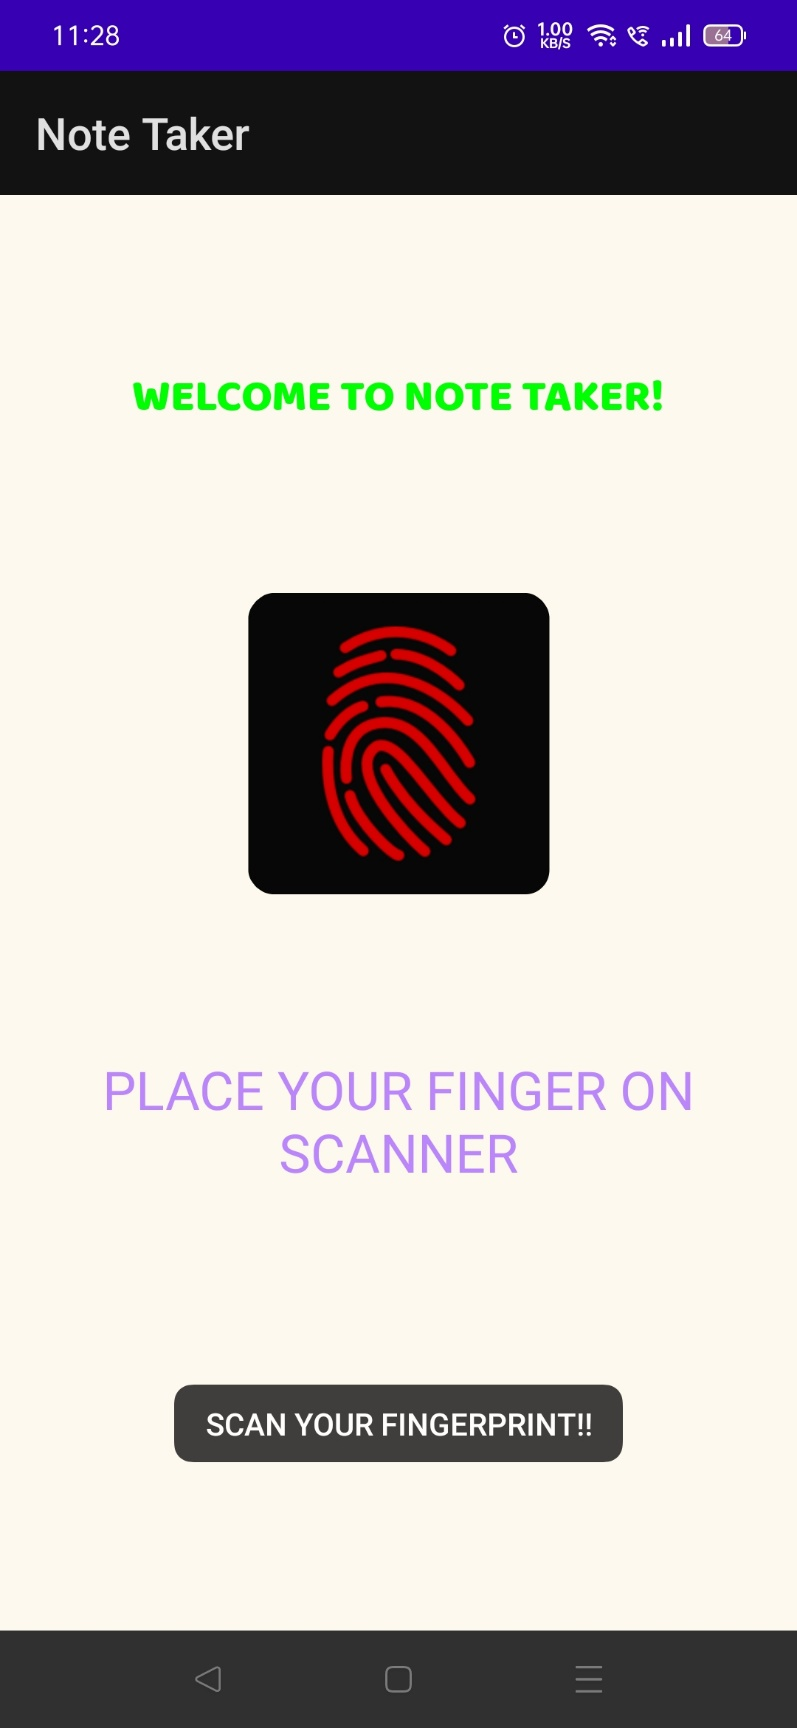 11:28
1.00
KB/S
64
Note Taker
WELCOME TO NOTE TAKER!
PLACE YOUR FINGER ON
SCANNER
SCAN YOUR FINGERPRINT!!